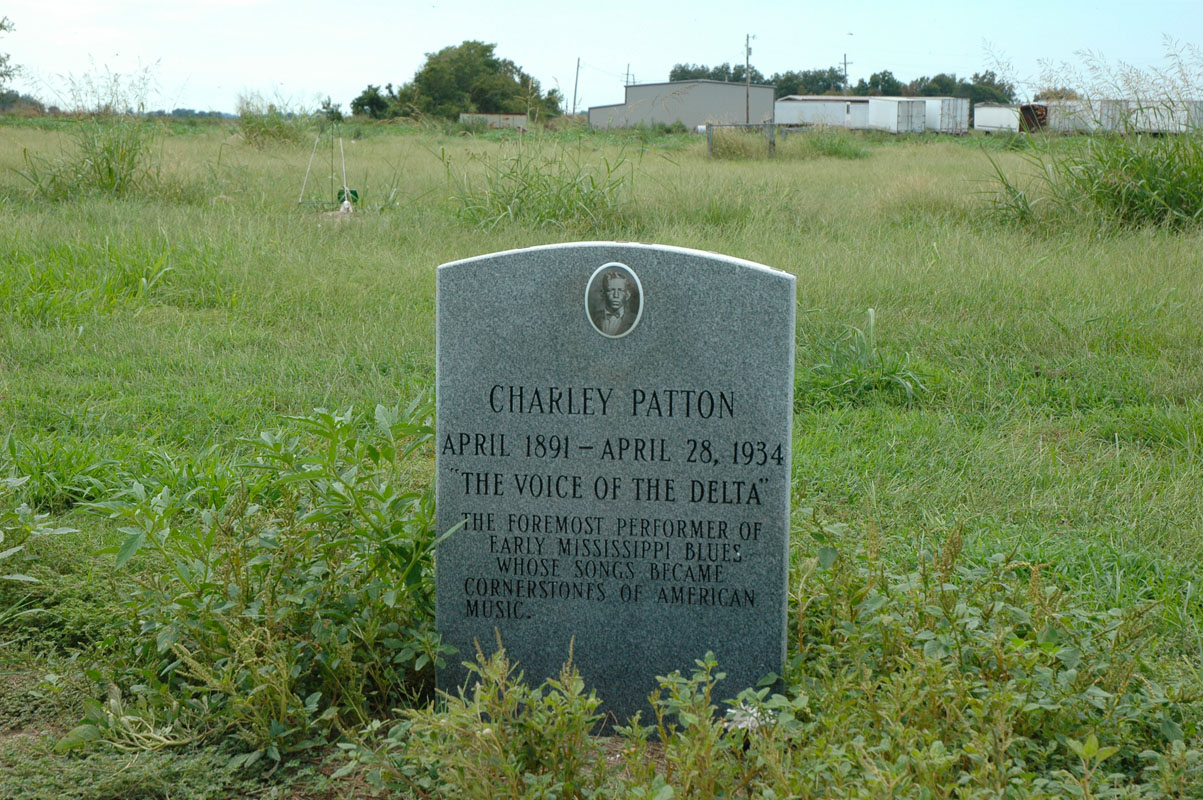 CHARLEY PATTON
APRIL 1891 – APRIL 28, 1934
"THE VOICE OF THE DELTA"
THE FOREMOST PERFORMER OF
EARLY MISSISSIPPI BLUES
WHOSE SONGS BECAME
CORNERSTONES OF AMERICAN
MUSIC.